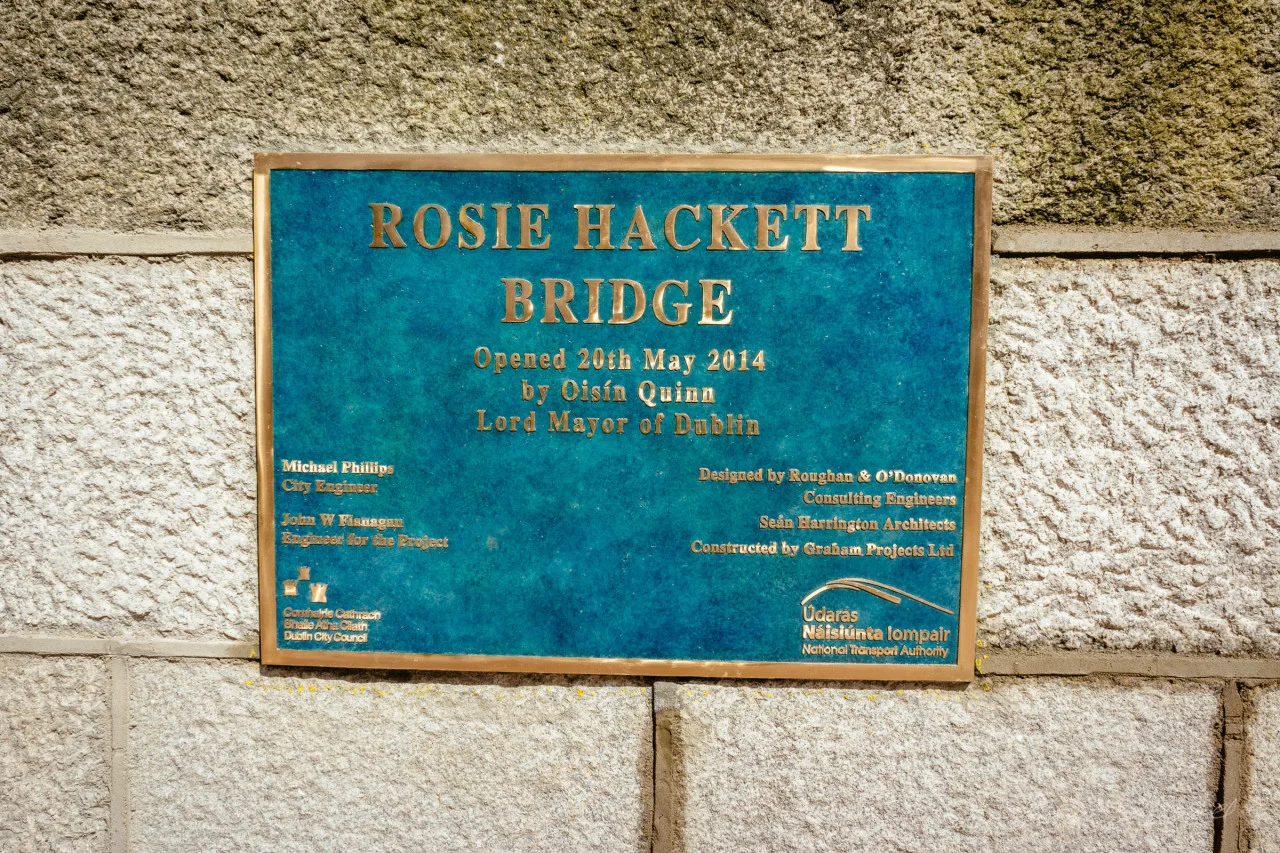 ROSIE HACKETT
BRIDGE
Opened 20th May 2014
by Oisín Quinn
Lord Mayor of Dublin
Michael Phillips
City Engineer
John W Flanagan
Engineer for the Project
Comhairle Cathrach
Bhaile Átha Cliath
Dublin City Council
Designed by Roughan & O'Donovan
Consulting Engineers
Seán Harrington Architects
Constructed by Graham Projects Ltd
Údarás
Náisiúnta Iompair
National Transport Authority